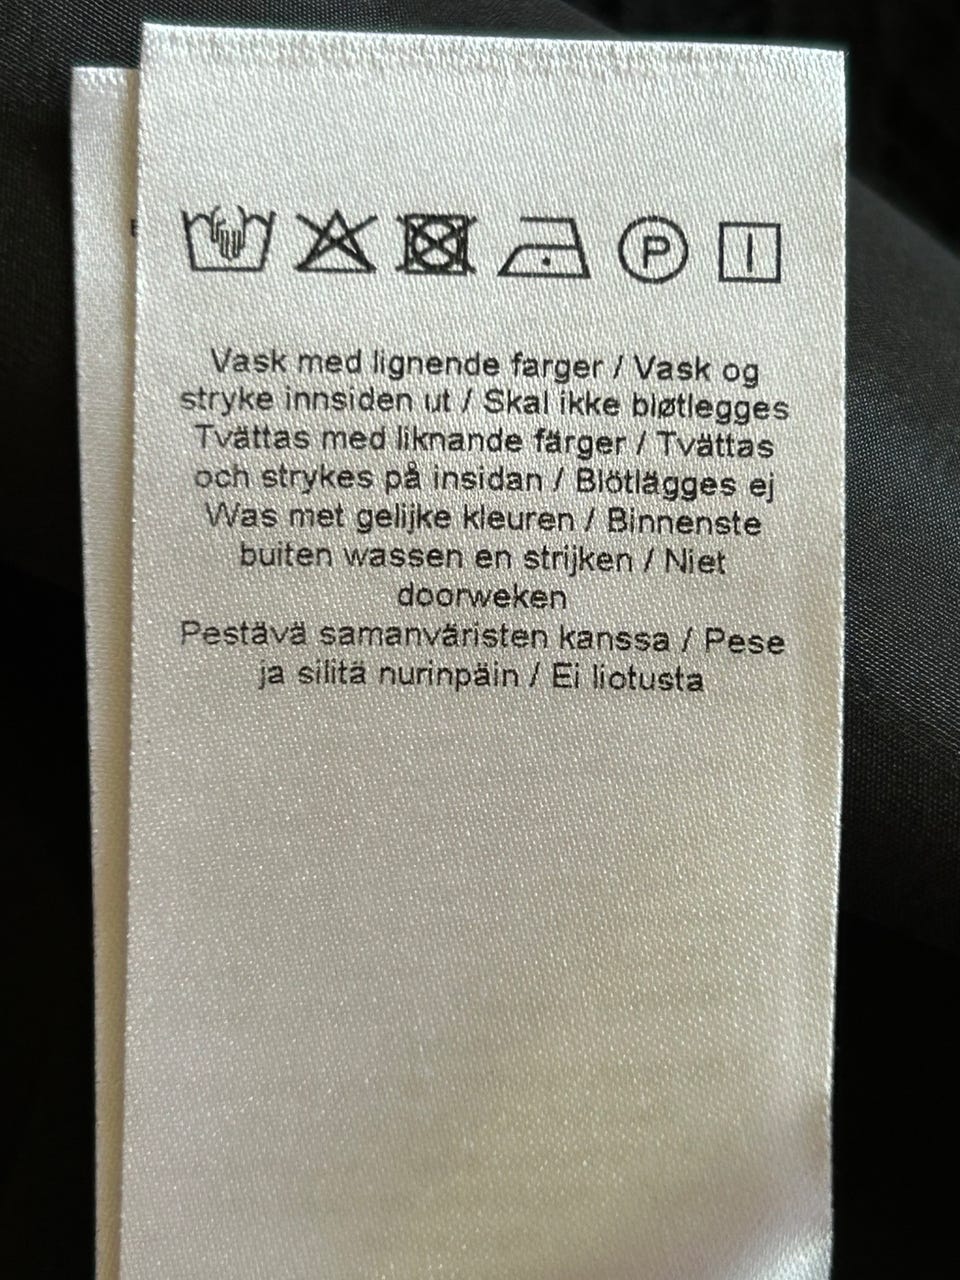 P
Vask med lignende farger / Vask og
stryke innsiden ut / Skal ikke bløtlegges
Tvättas med liknande färger / Tvättas
och strykes på insidan / Blötlägges ej
Was met gelijke kleuren / Binnenste
buiten wassen en strijken / Niet
doorweken
Pestävä samanväristen kanssa / Pese
ja silitä nurinpäin / Ei liotusta